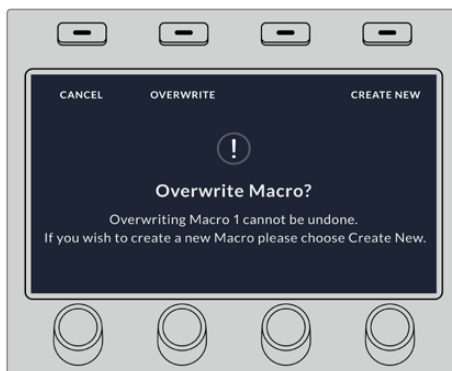 CANCEL OVERWRITE CREATE NEW
!
Overwrite Macro?
Overwriting Macro 1 cannot be undone.
If you wish to create a new Macro please choose Create New.